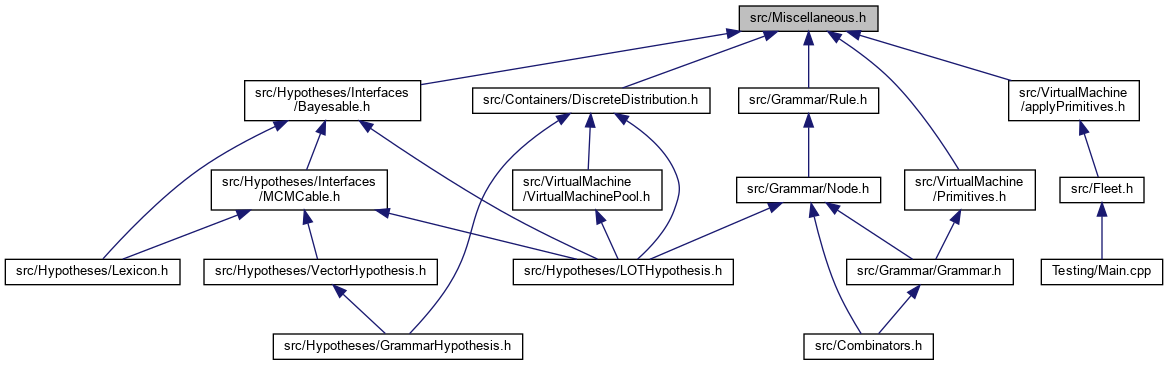 src/Miscellaneous.h
src/Hypotheses/Interfaces
/Bayesable.h
src/Containers/DiscreteDistribution.h
src/Grammar/Rule.h
src/VirtualMachine
/applyPrimitives.h
src/Hypotheses/Interfaces
/MCMCable.h
src/VirtualMachine
/VirtualMachinePool.h
src/Grammar/Node.h
src/VirtualMachine
/Primitives.h
src/Fleet.h
src/Hypotheses/Lexicon.h
src/Hypotheses/VectorHypothesis.h
src/Hypotheses/LOTHypothesis.h
src/Grammar/Grammar.h
Testing/Main.cpp
src/Hypotheses/GrammarHypothesis.h
src/Combinators.h